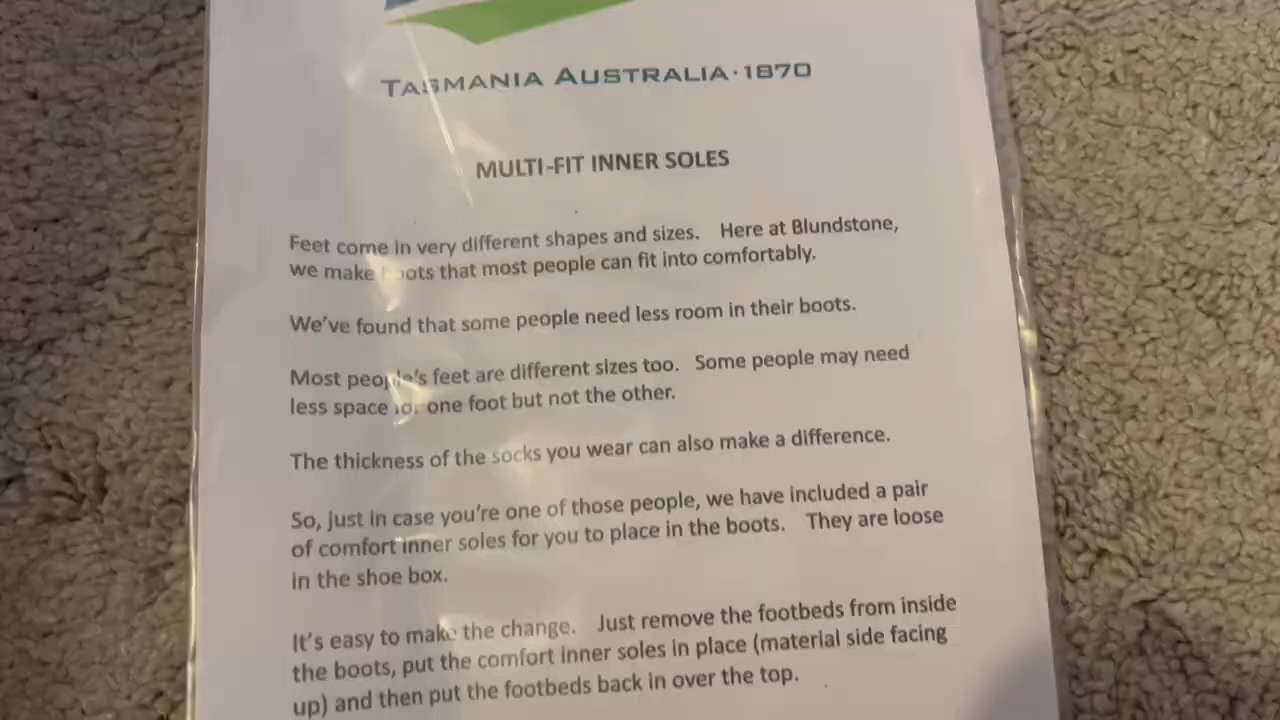 TASMANIA AUSTRALIA · 1870
MULTI-FIT INNER SOLES
Feet come in very different shapes and sizes. Here at Blundstone,
we make boots that most people can fit into comfortably.
We've found that some people need less room in their boots.
Most people's feet are different sizes too. Some people may need
less space for one foot but not the other.
The thickness of the socks you wear can also make a difference.
So, just in case you're one of those people, we have included a pair
of comfort inner soles for you to place in the boots. They are loose
in the shoe box.
It's easy to make the change. Just remove the footbeds from inside
the boots, put the comfort inner soles in place (material side facing
up) and then put the footbeds back in over the top.